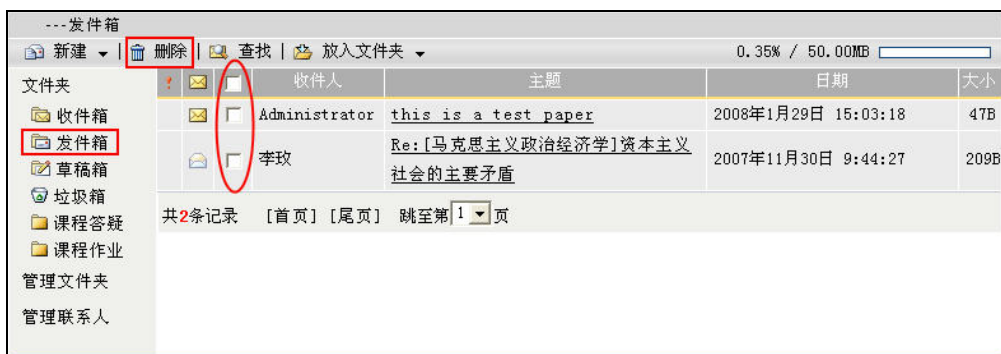 ---发件箱
新建 | 删除 | 查找 | 放入文件夹 0.35% / 50.00MB
文件夹
收件箱
发件箱
草稿箱
垃圾箱
课程答疑
课程作业
管理文件夹
管理联系人
收件人 主题 日期 大小
Administrator this is a test paper 2008年1月29日 15:03:18 47B
李玫 Re:[马克思主义政治经济学]资本主义
社会的主要矛盾 2007年11月30日 9:44:27 209B
共2条记录 [首页] [尾页] 跳至第 1 页